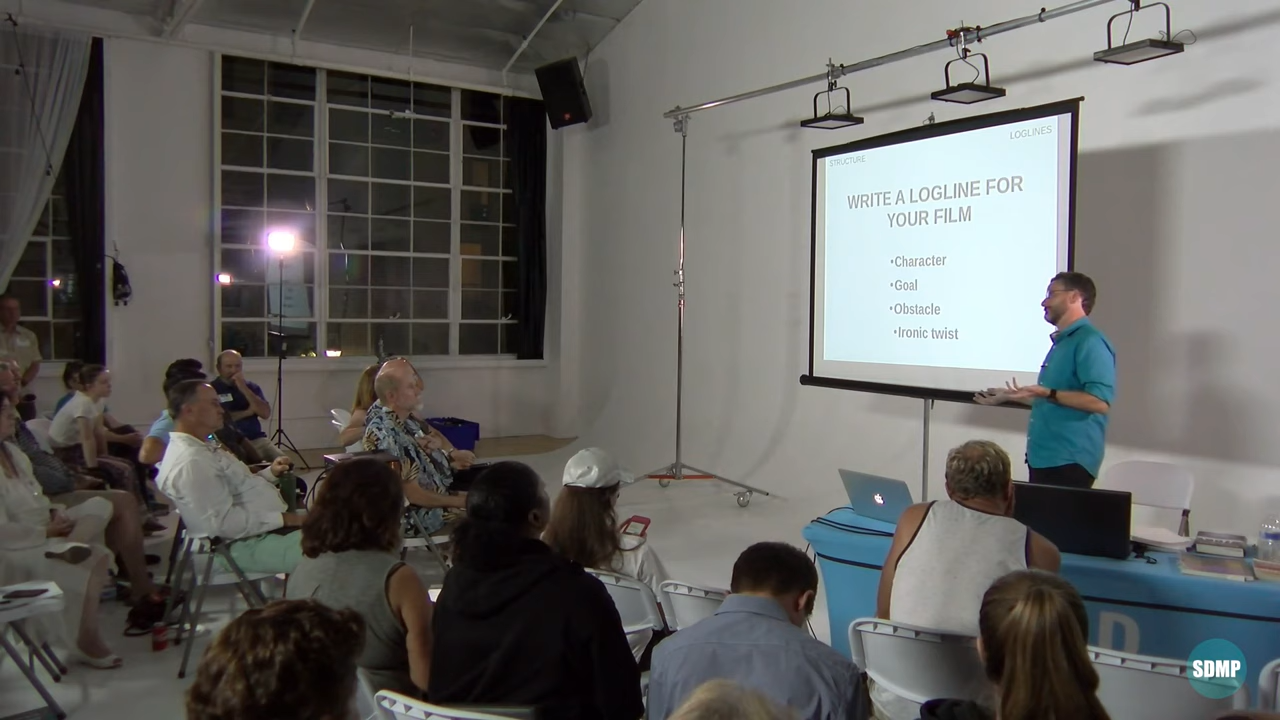 STRUCTURE
LOGLINES
WRITE A LOGLINE FOR
YOUR FILM
•Character
•Goal
•Obstacle
•Ironic twist
D
SDMP